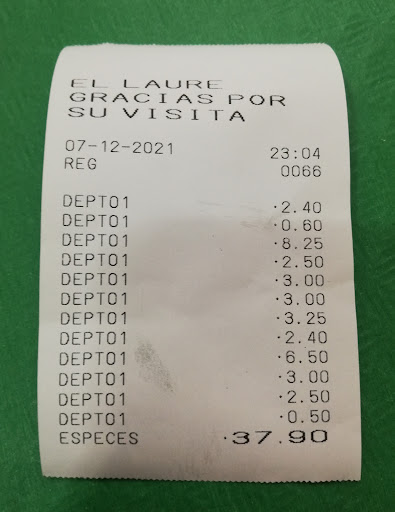 EL LAURE
GRACIAS POR
SU VISITA
07-12-2021 23:04
REG 0066
DEPT01 ·2.40
DEPT01 ·0.60
DEPT01 ·8.25
DEPT01 ·2.50
DEPT01 ·3.00
DEPT01 ·3.00
DEPT01 ·3.25
DEPT01 ·2.40
DEPT01 ·6.50
DEPT01 ·3.00
DEPT01 ·2.50
DEPT01 ·0.50
ESPECES ·37.90